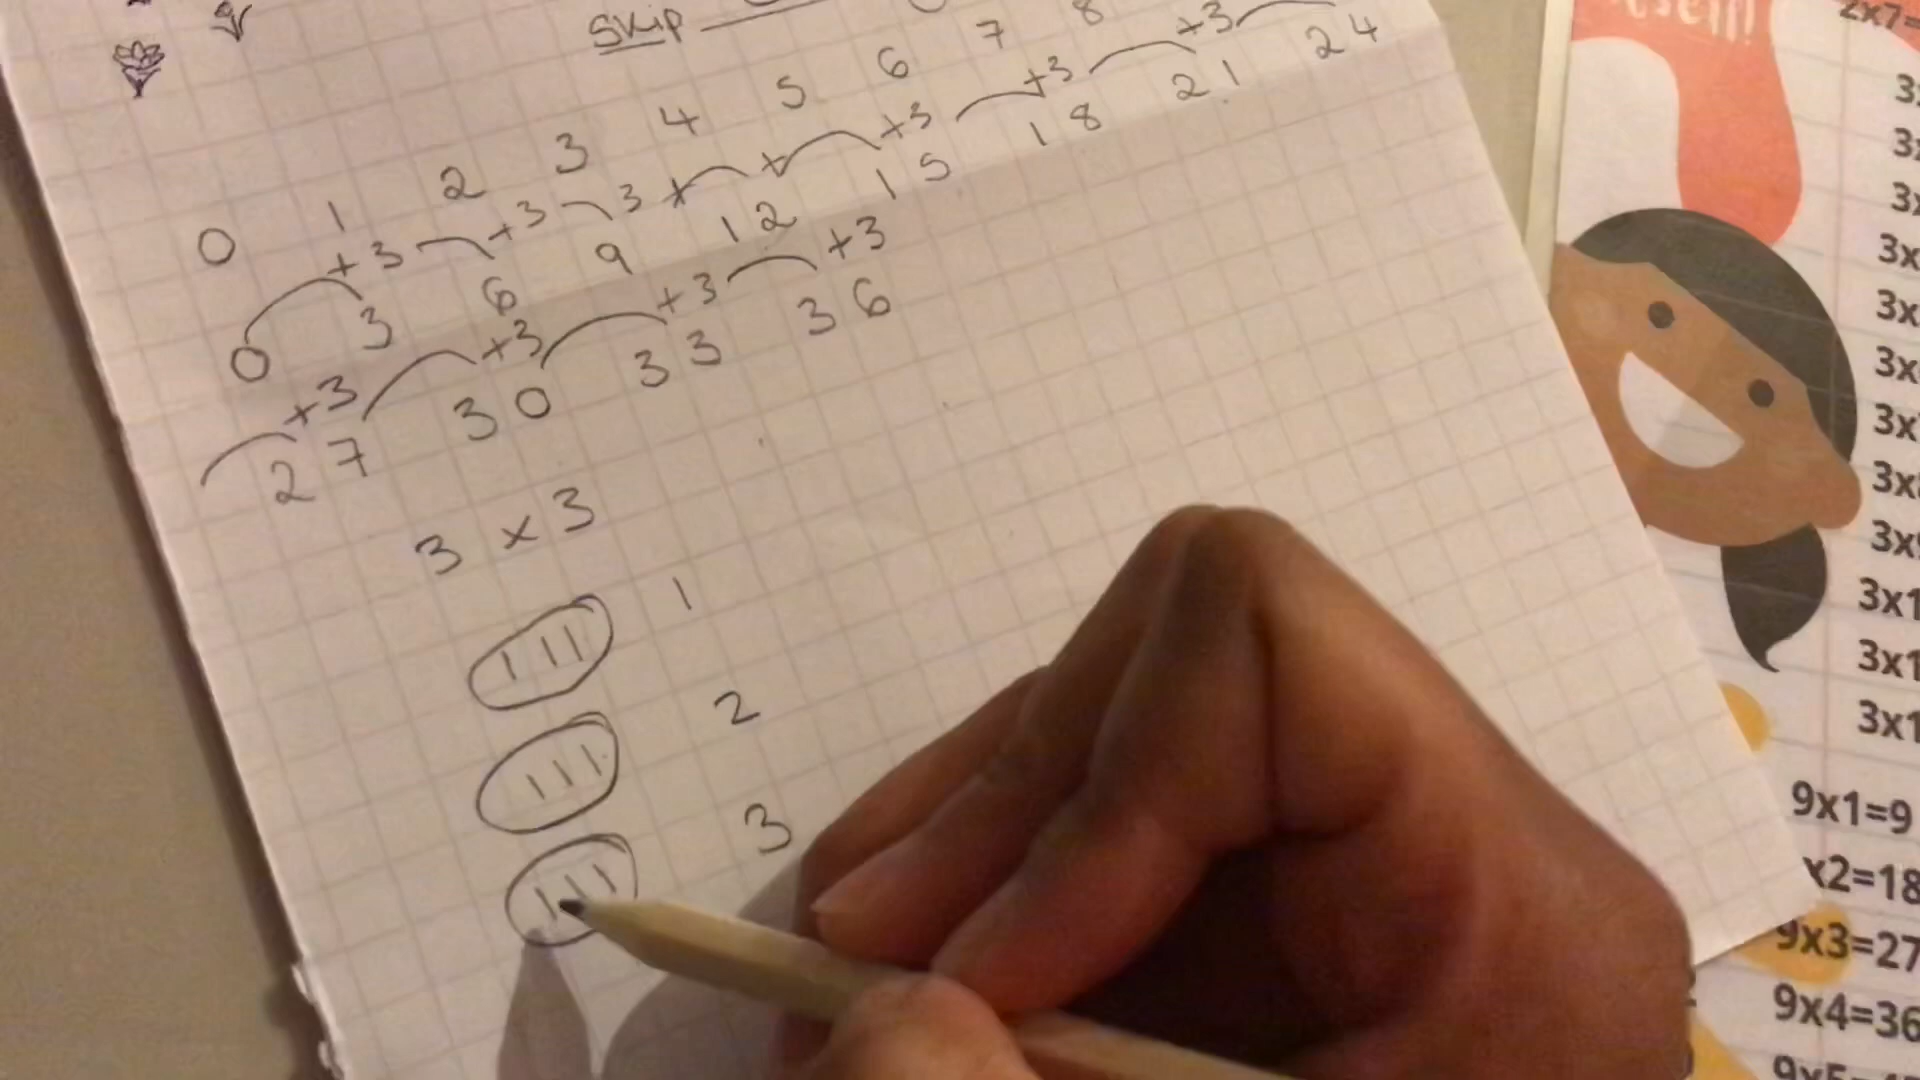 Skip
0 1 2 3 4 5 6 7 8
+3 +3 3 + + +3 +3 +3
0 3 6 9 12 15 18 21 24
+3 +3 +3 +3
27 30 33 36
3 x 3
1
2
3
2x7=
3x
3x
3x
3x
3x
3x
3x
3x
3x1
3x1
3x1
9x1=9
x2=18
9x3=27
9x4=36